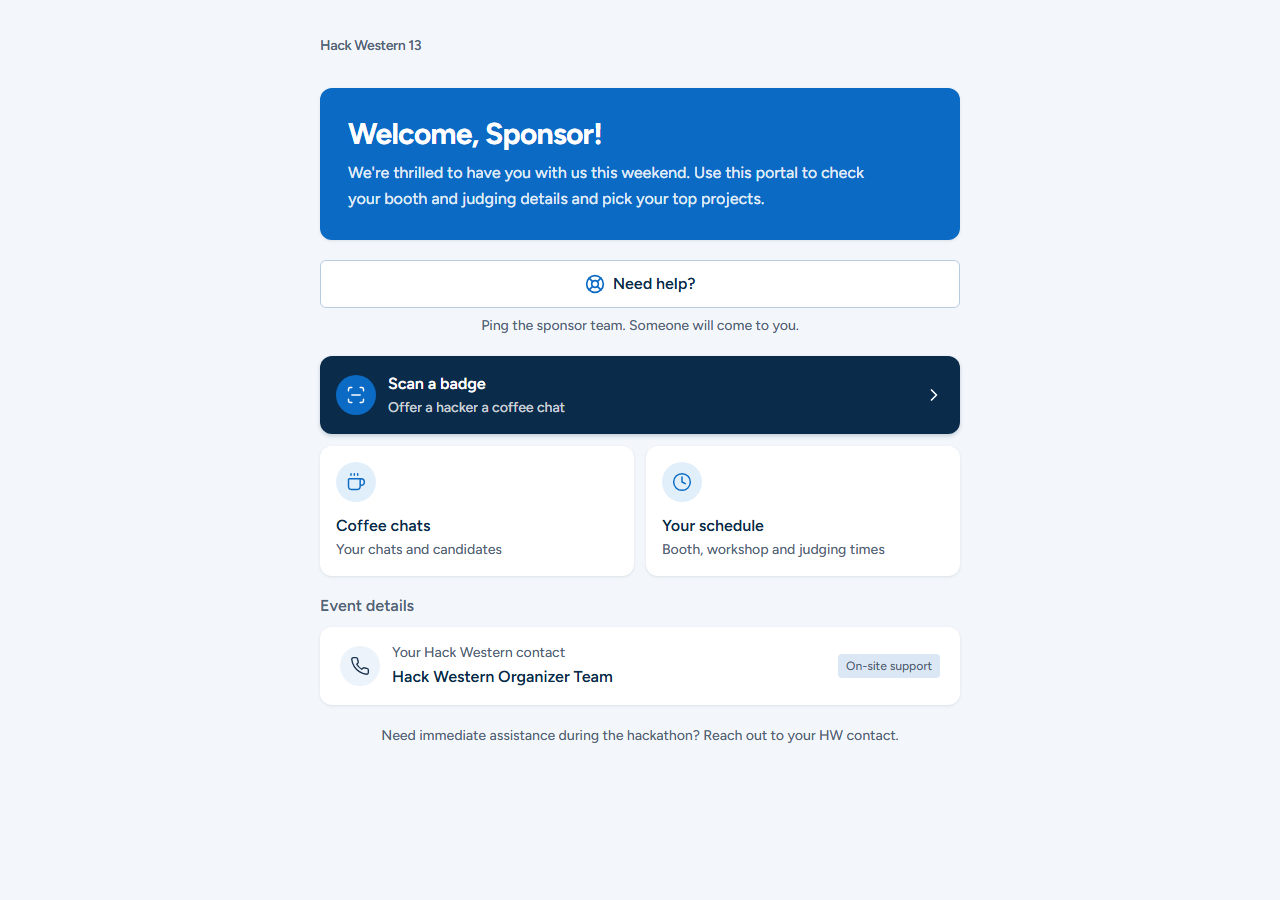 Hack Western 13
Welcome, Sponsor!
We're thrilled to have you with us this weekend. Use this portal to check
your booth and judging details and pick your top projects.
Need help?
Ping the sponsor team. Someone will come to you.
Scan a badge
Offer a hacker a coffee chat
Coffee chats
Your chats and candidates
Your schedule
Booth, workshop and judging times
Event details
Your Hack Western contact
Hack Western Organizer Team
On-site support
Need immediate assistance during the hackathon? Reach out to your HW contact.